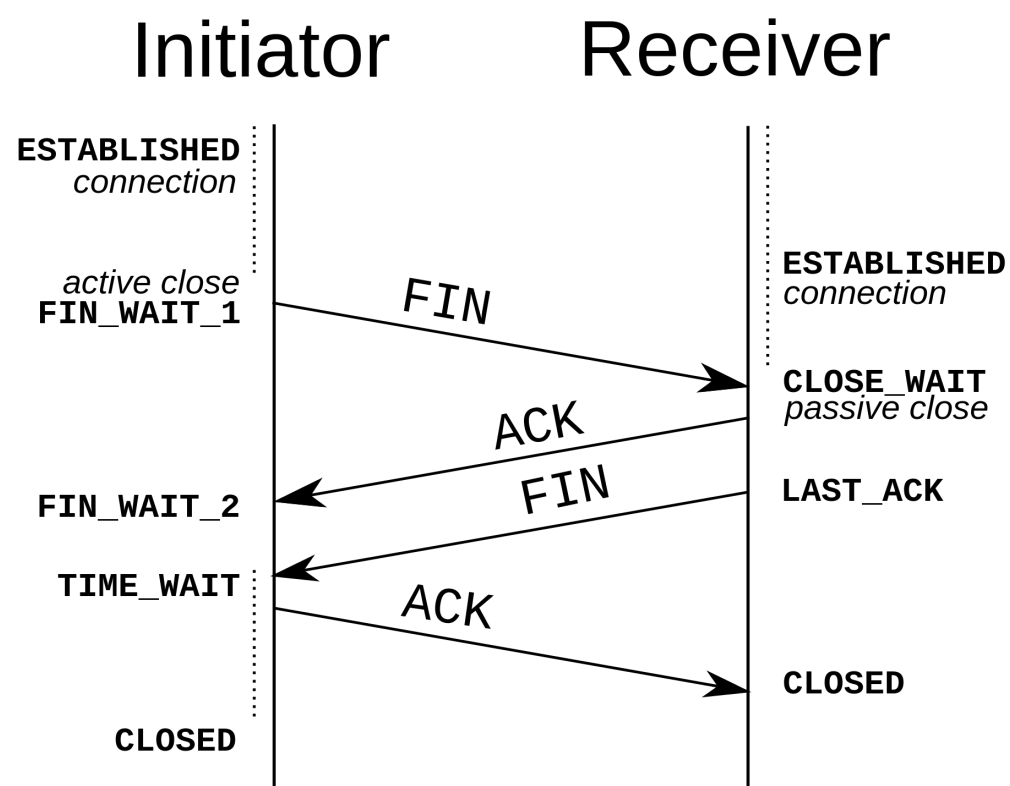 Initiator
Receiver
ESTABLISHED
connection
active close
FIN_WAIT_1
FIN
ESTABLISHED
connection
CLOSE_WAIT
passive close
ACK
FIN_WAIT_2
FIN
LAST_ACK
TIME_WAIT
ACK
CLOSED
CLOSED